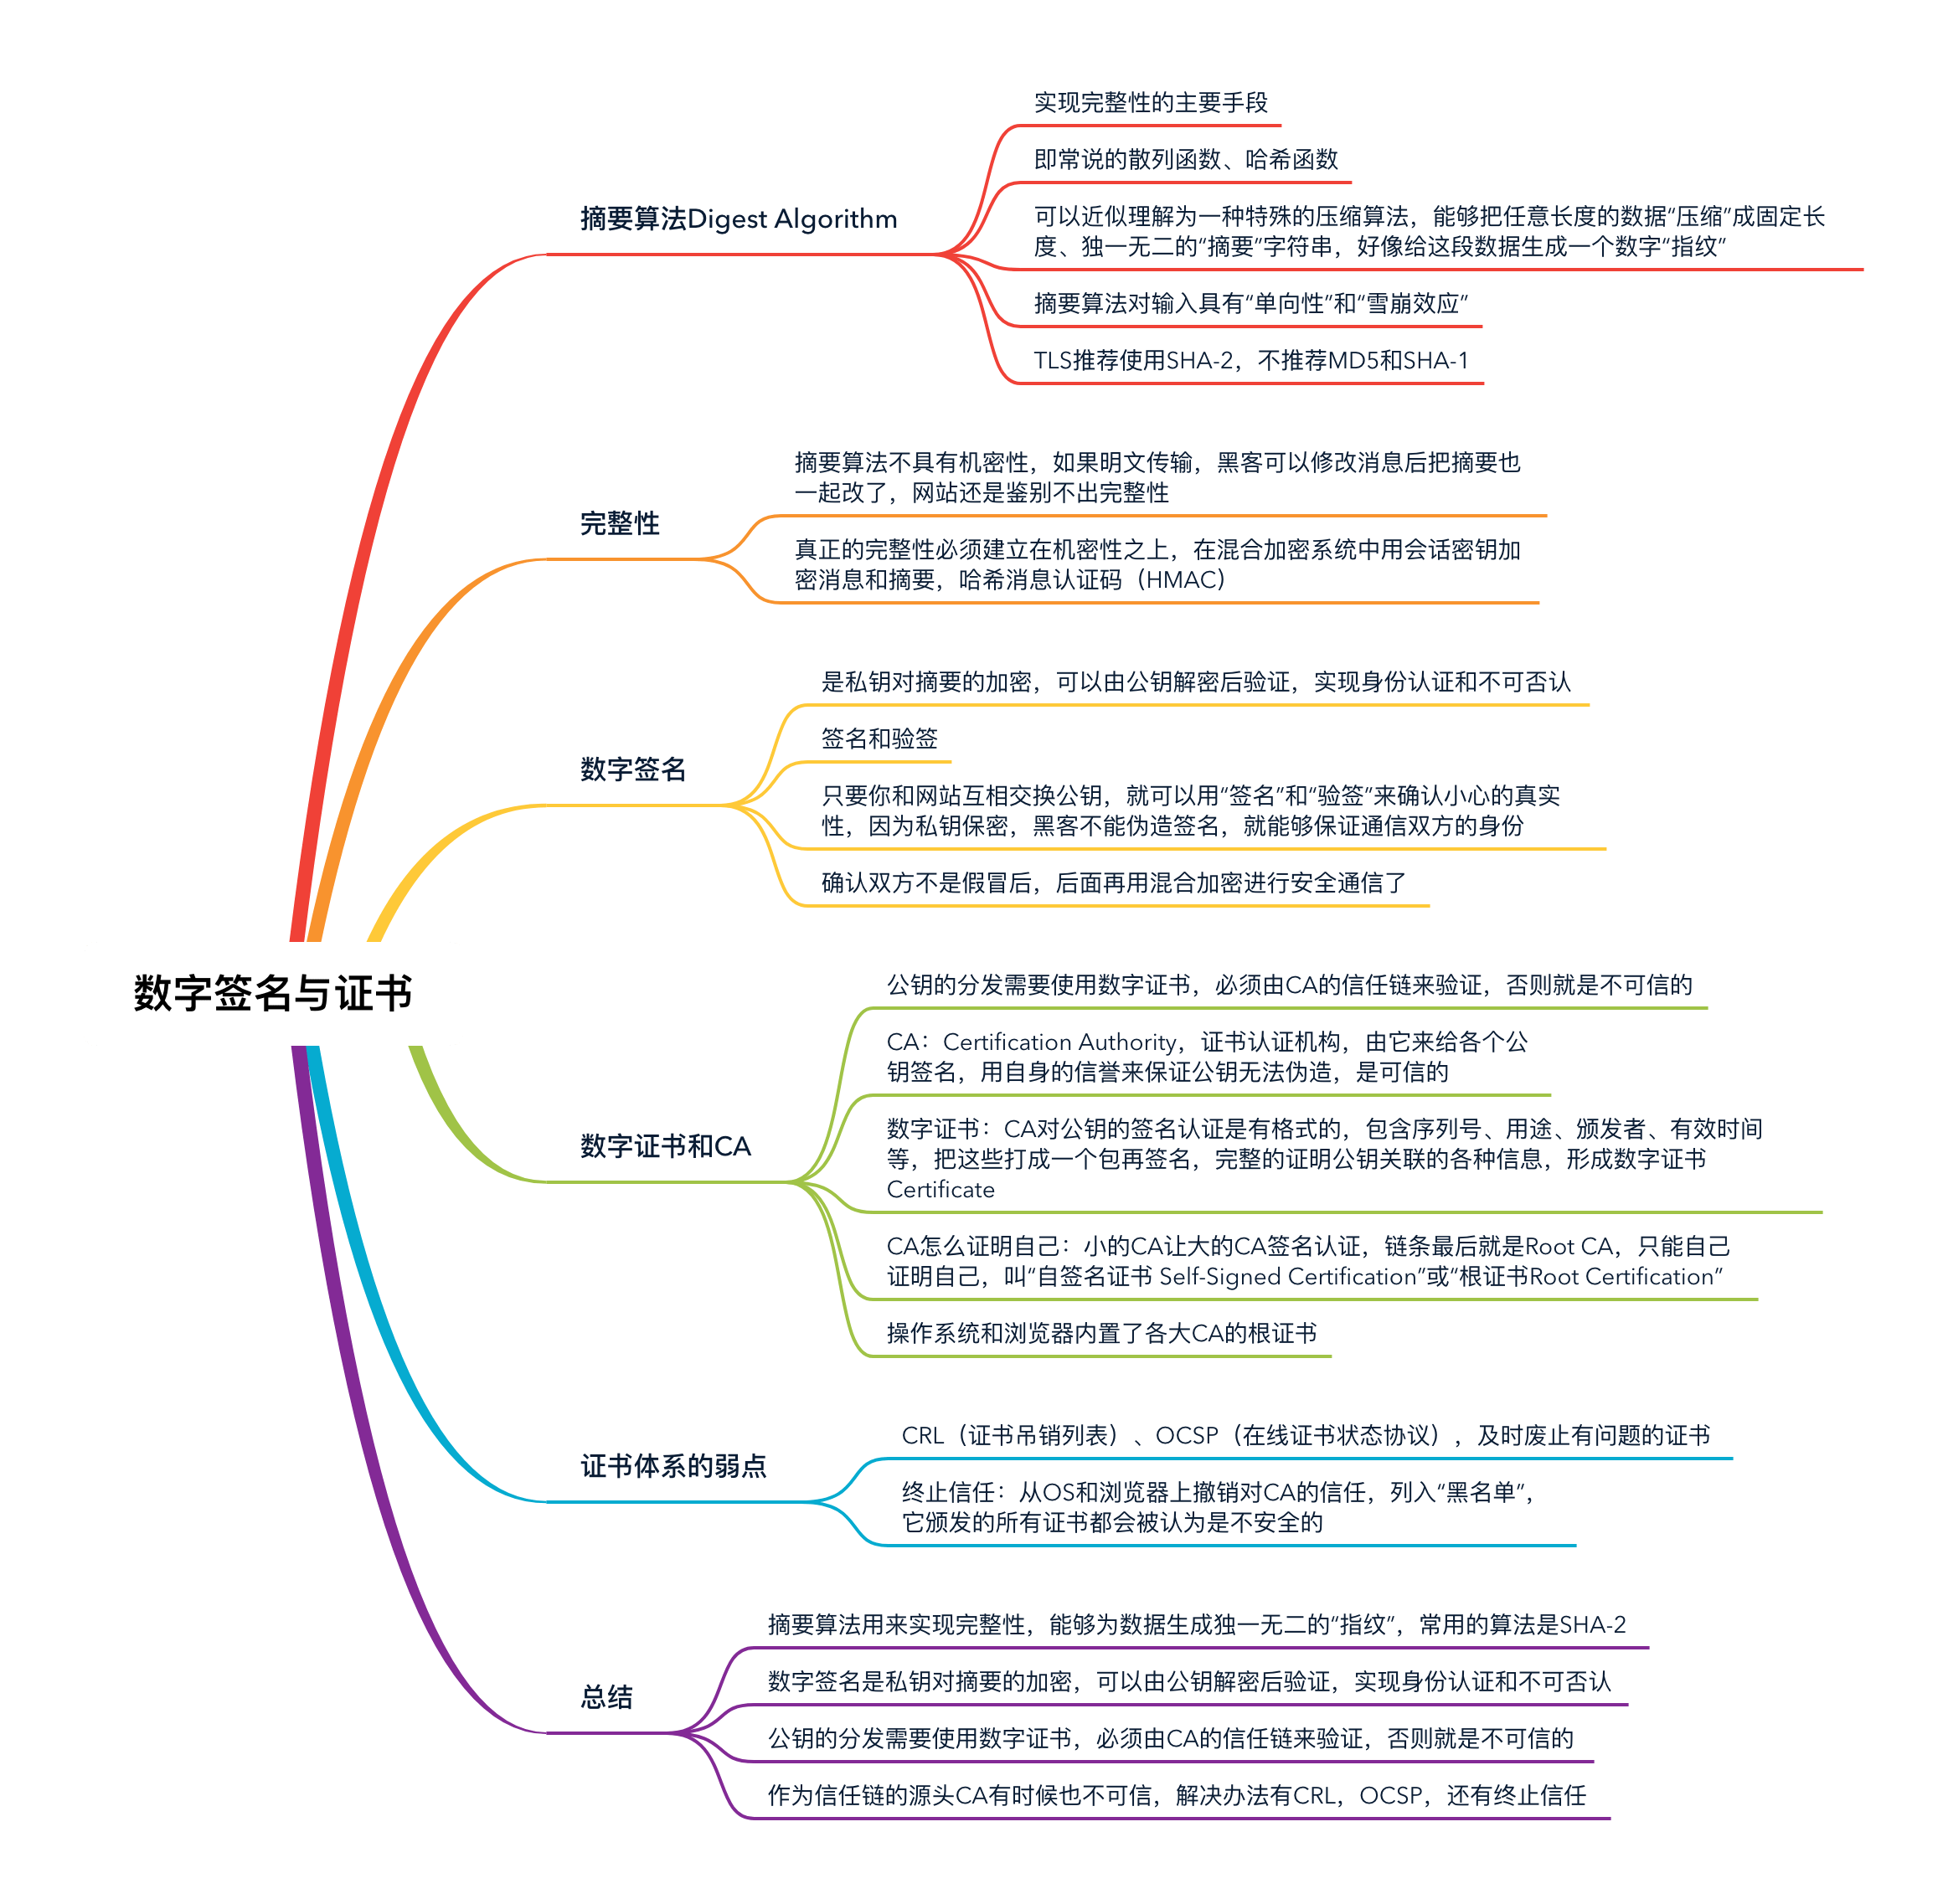 实现完整性的主要手段
即常说的散列函数、哈希函数
摘要算法Digest Algorithm
可以近似理解为一种特殊的压缩算法，能够把任意长度的数据“压缩”成固定长
度、独一无二的“摘要”字符串，好像给这段数据生成一个数字“指纹”
摘要算法对输入具有“单向性”和“雪崩效应”
TLS推荐使用SHA-2，不推荐MD5和SHA-1
完整性
摘要算法不具有机密性，如果明文传输，黑客可以修改消息后把摘要也
一起改了，网站还是鉴别不出完整性
真正的完整性必须建立在机密性之上，在混合加密系统中用会话密钥加
密消息和摘要，哈希消息认证码（HMAC）
数字签名
是私钥对摘要的加密，可以由公钥解密后验证，实现身份认证和不可否认
签名和验签
只要你和网站互相交换公钥，就可以用“签名”和“验签”来确认小心的真实
性，因为私钥保密，黑客不能伪造签名，就能够保证通信双方的身份
确认双方不是假冒后，后面再用混合加密进行安全通信了
数字签名与证书
数字证书和CA
公钥的分发需要使用数字证书，必须由CA的信任链来验证，否则就是不可信的
CA：Certification Authority，证书认证机构，由它来给各个公
钥签名，用自身的信誉来保证公钥无法伪造，是可信的
数字证书：CA对公钥的签名认证是有格式的，包含序列号、用途、颁发者、有效时间
等，把这些打成一个包再签名，完整的证明公钥关联的各种信息，形成数字证书
Certificate
CA怎么证明自己：小的CA让大的CA签名认证，链条最后就是Root CA，只能自己
证明自己，叫“自签名证书 Self-Signed Certification”或“根证书Root Certification”
操作系统和浏览器内置了各大CA的根证书
证书体系的弱点
CRL（证书吊销列表）、OCSP（在线证书状态协议），及时废止有问题的证书
终止信任：从OS和浏览器上撤销对CA的信任，列入“黑名单”，
它颁发的所有证书都会被认为是不安全的
总结
摘要算法用来实现完整性，能够为数据生成独一无二的“指纹”，常用的算法是SHA-2
数字签名是私钥对摘要的加密，可以由公钥解密后验证，实现身份认证和不可否认
公钥的分发需要使用数字证书，必须由CA的信任链来验证，否则就是不可信的
作为信任链的源头CA有时候也不可信，解决办法有CRL，OCSP，还有终止信任